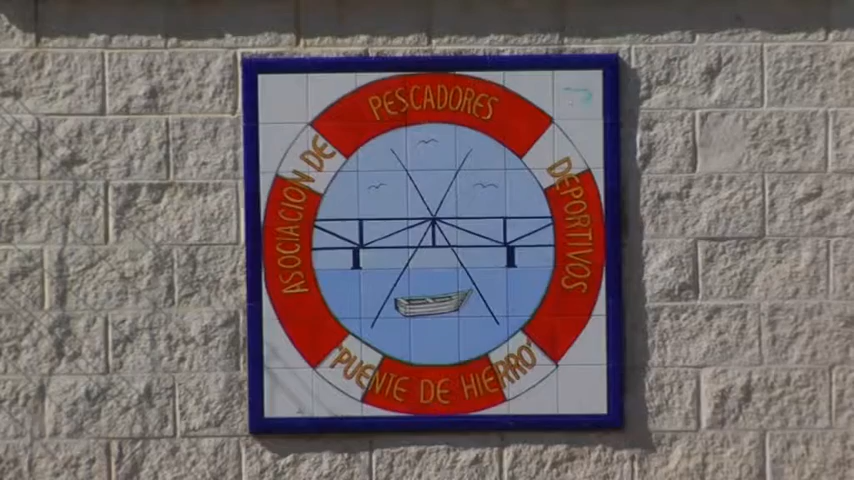 ASOCIACION DE PESCADORES DEPORTIVOS
"PUENTE DE HIERRO"